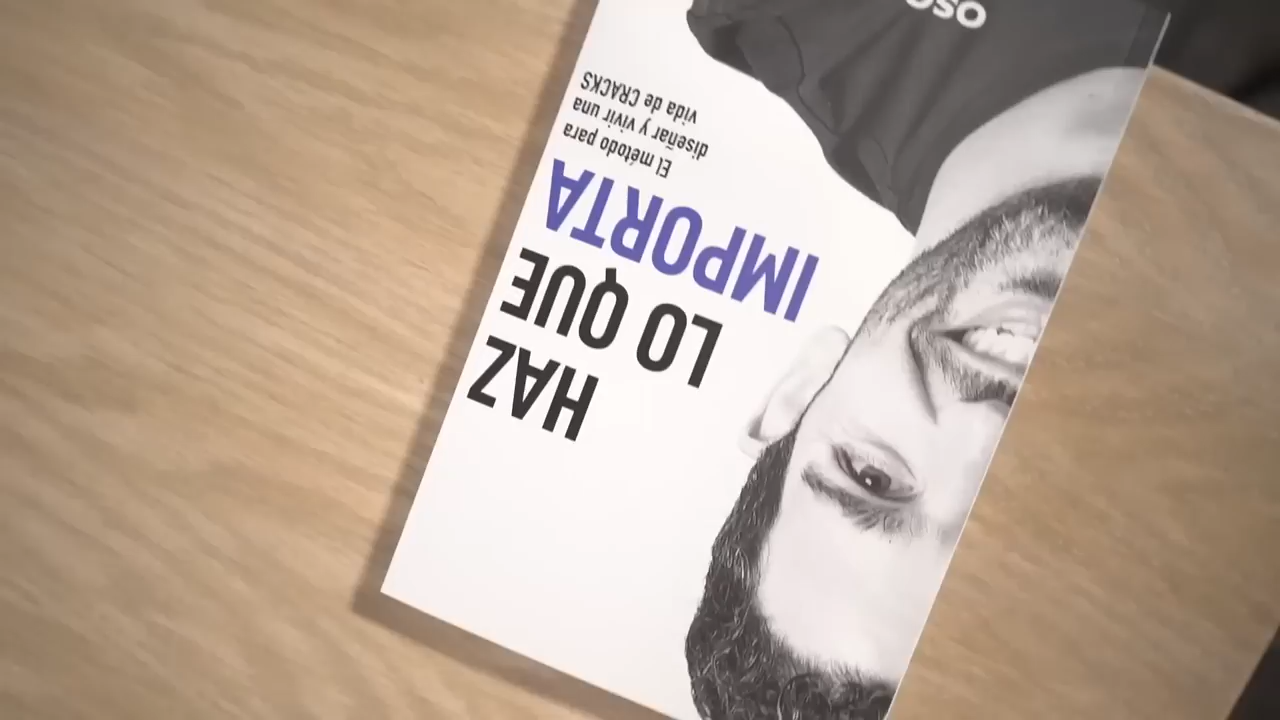 HAZ
LO QUE
IMPORTA
El método para
diseñar y vivir una
vida de CRACKS